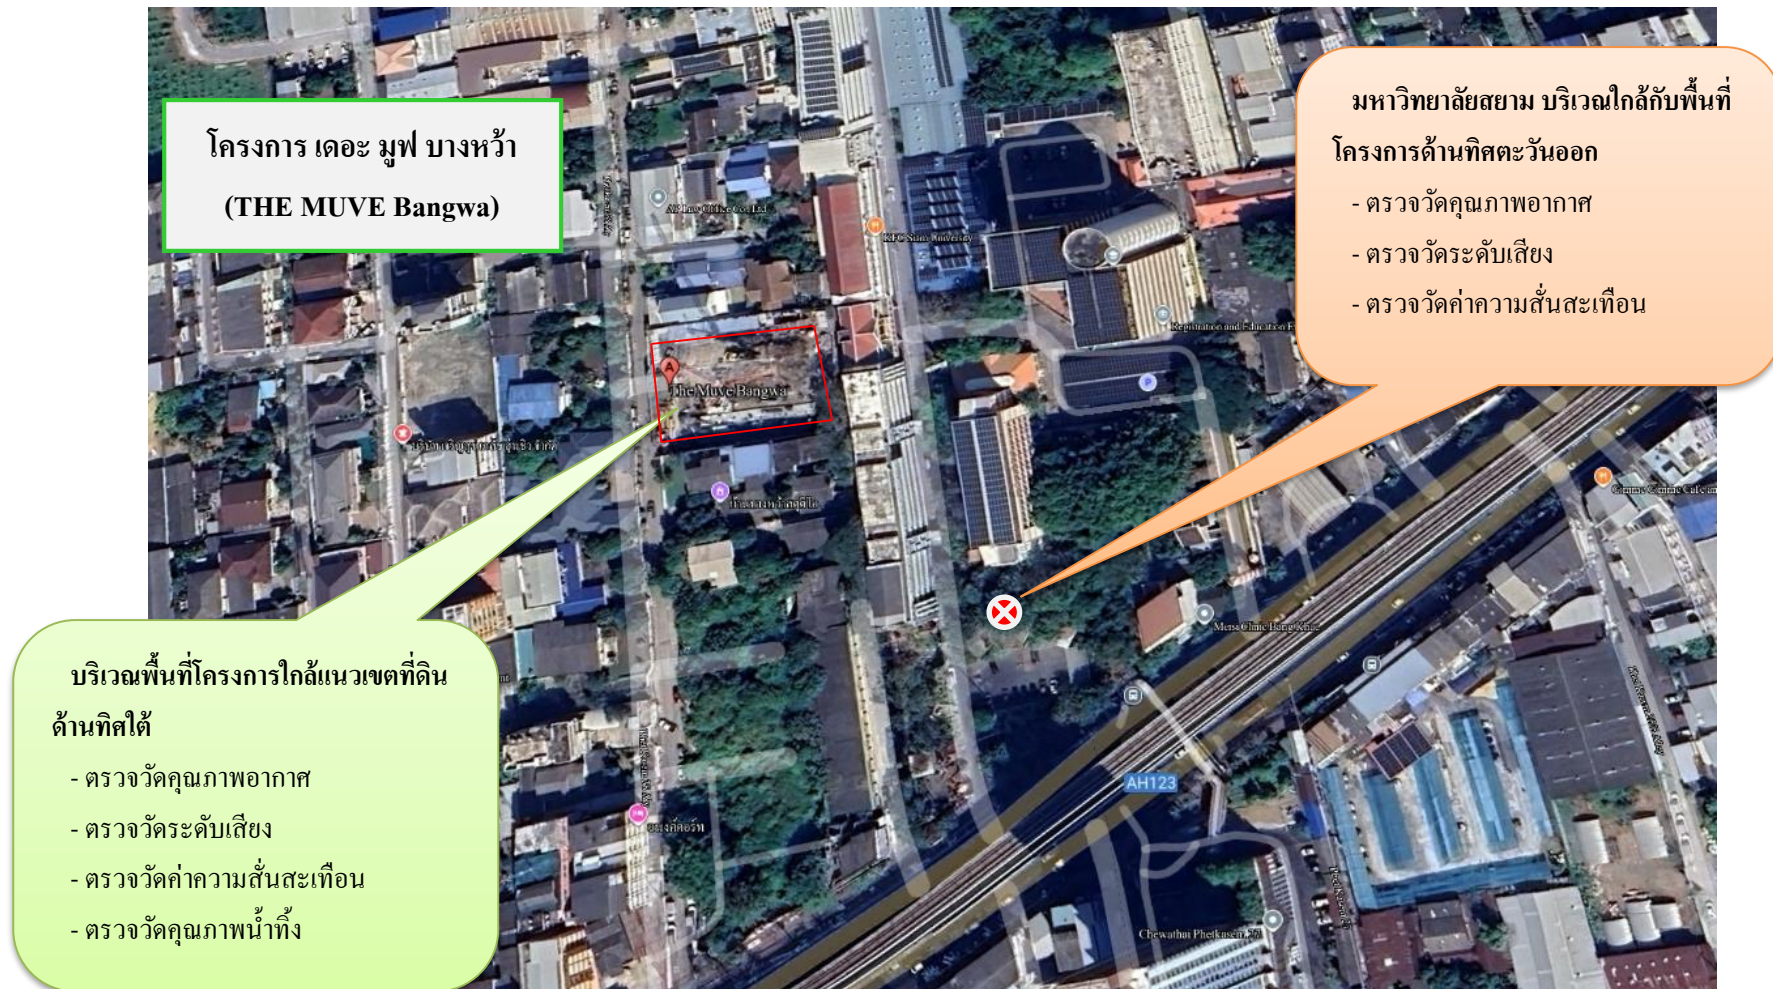 โครงการ เดอะ มูฟ บางหว้า
(THE MUVE Bangwa)
มหาวิทยาลัยสยาม บริเวณใกล้กับพื้นที่
โครงการด้านทิศตะวันออก
- ตรวจวัดคุณภาพอากาศ
- ตรวจวัดระดับเสียง
- ตรวจวัดค่าความสั่นสะเทือน
KFC Siam University
Registration and Education
A
The Muve Bangwa
P
Mersi Clinic Bang Khae
AH123
Chewathai Phetkasem 27
บริเวณพื้นที่โครงการใกล้แนวเขตที่ดิน
ด้านทิศใต้
- ตรวจวัดคุณภาพอากาศ
- ตรวจวัดระดับเสียง
- ตรวจวัดค่าความสั่นสะเทือน
- ตรวจวัดคุณภาพน้ำทิ้ง